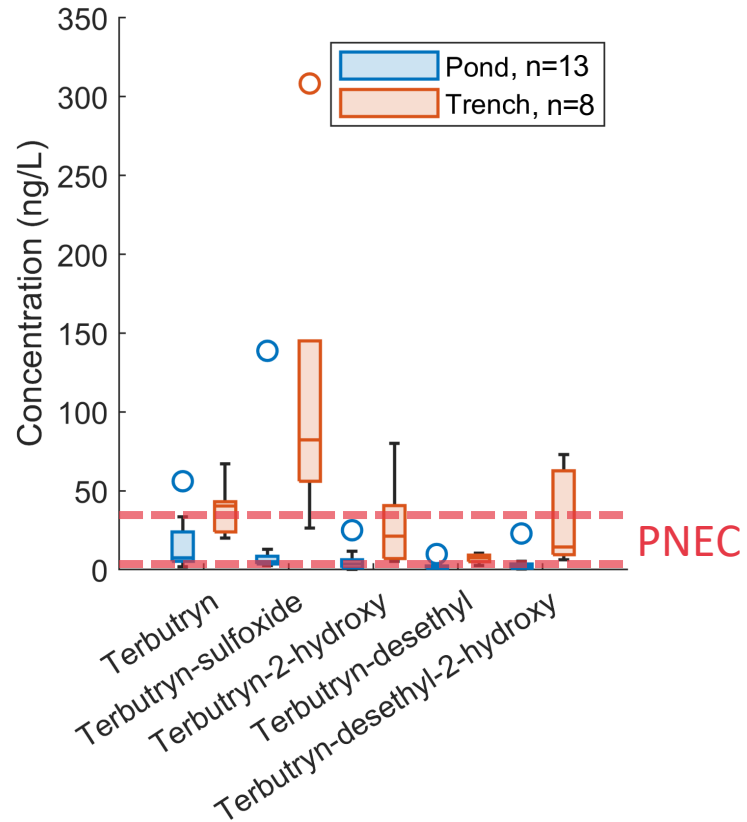 350
300
250
200
150
100
50
0
Concentration (ng/L)
Pond, n=13
Trench, n=8
PNEC
Terbutryn
Terbutryn-sulfoxide
Terbutryn-2-hydroxy
Terbutryn-desethyl
Terbutryn-desethyl-2-hydroxy